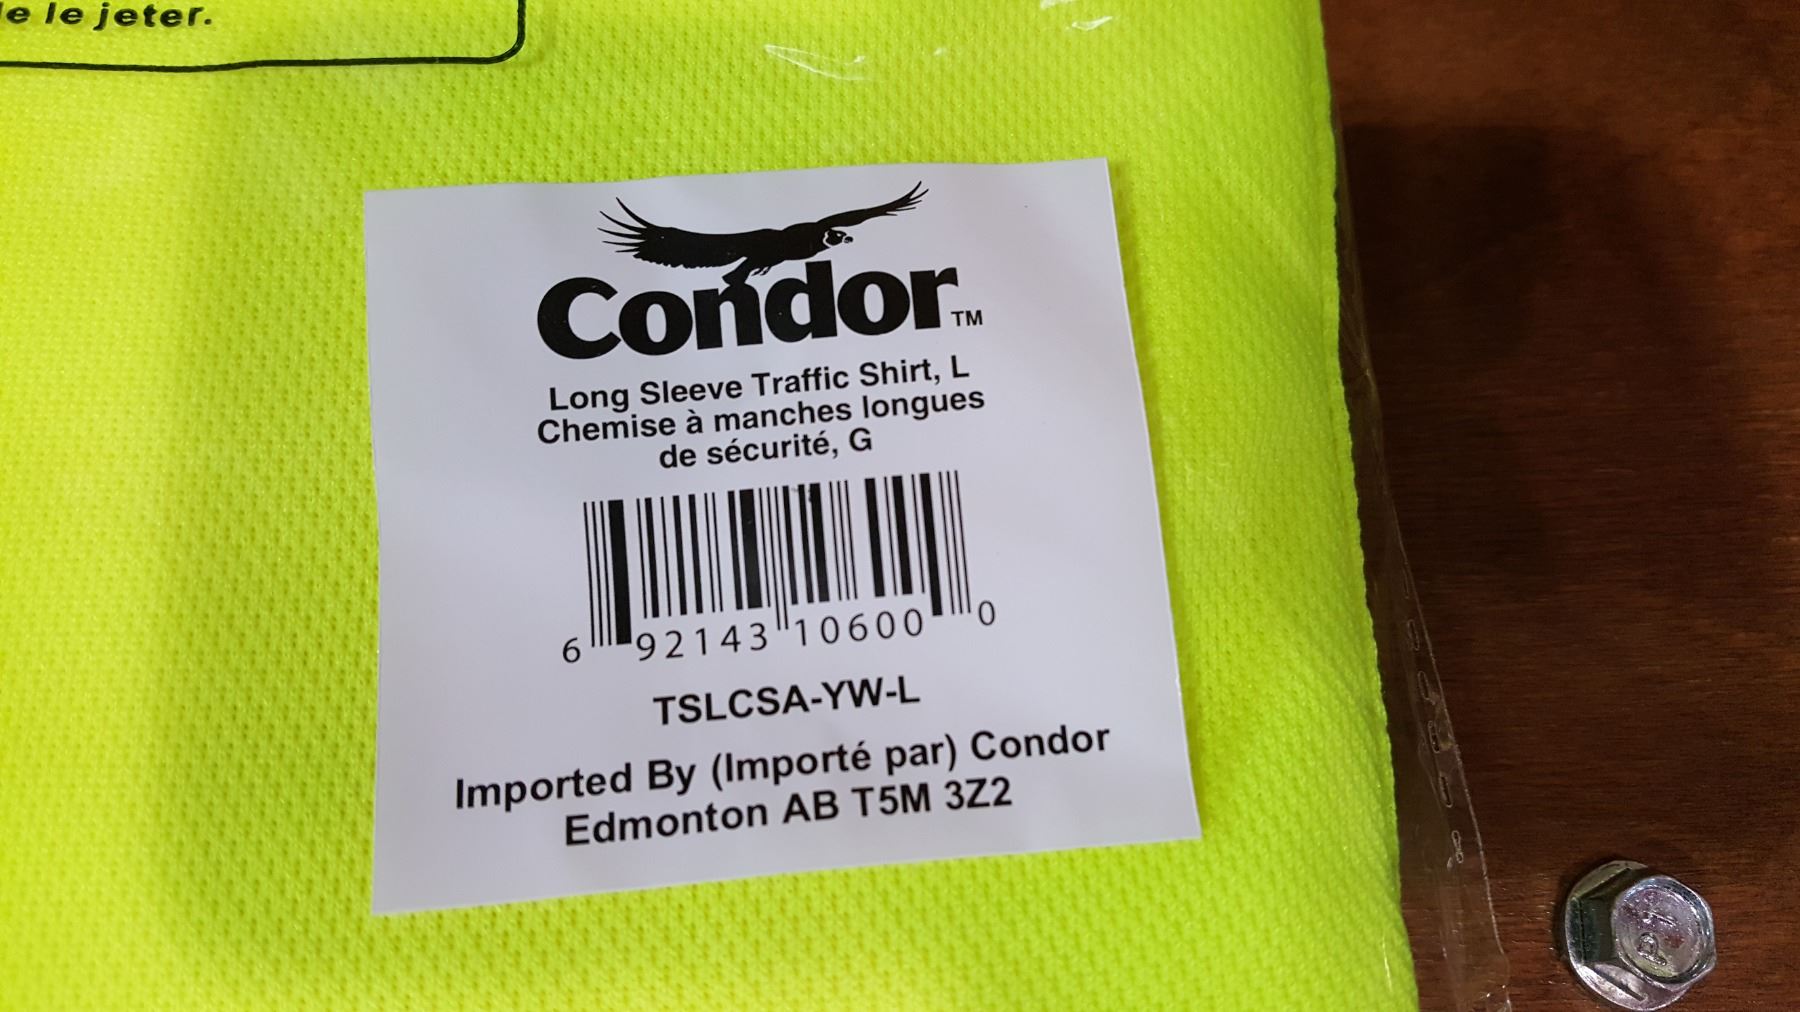 le jeter.
Condor™
Long Sleeve Traffic Shirt, L
Chemise à manches longues
de sécurité, G
6 92143 10600 0
TSLCSA-YW-L
Imported By (Importé par) Condor
Edmonton AB T5M 3Z2